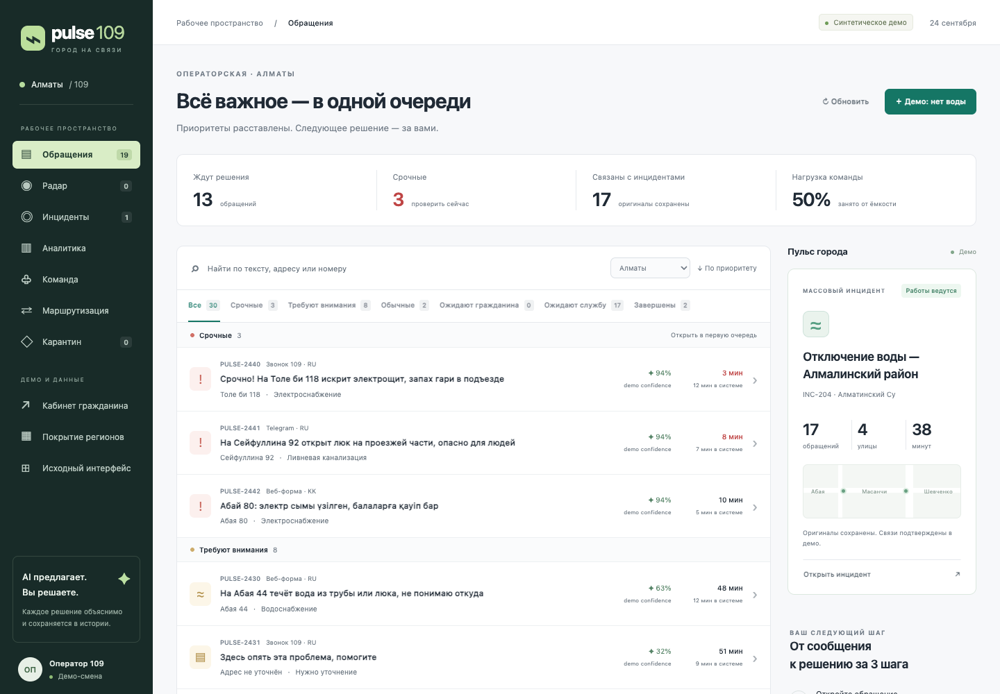 pulse 109
ГОРОД НА СВЯЗИ
Алматы / 109
РАБОЧЕЕ ПРОСТРАНСТВО
Обращения 19
Радар 0
Инциденты 1
Аналитика
Команда
Маршрутизация
Карантин 0
ДЕМО И ДАННЫЕ
Кабинет гражданина
Покрытие регионов
Исходный интерфейс
AI предлагает.
Вы решаете.
Каждое решение объяснимо
и сохраняется в истории.
ОП
Оператор 109
Демо-смена
Рабочее пространство / Обращения
Синтетическое демо
24 сентября
ОПЕРАТОРСКАЯ · АЛМАТЫ
Всё важное — в одной очереди
Приоритеты расставлены. Следующее решение — за вами.
↻ Обновить
+ Демо: нет воды
Ждут решения
13 обращений
Срочные
3 проверить сейчас
Связаны с инцидентами
17 оригиналы сохранены
Нагрузка команды
50% занято от ёмкости
Найти по тексту, адресу или номеру
Алматы
↓ По приоритету
Все 30 Срочные 3 Требуют внимания 8 Обычные 2 Ожидают гражданина 0 Ожидают службу 17 Завершены 2
Срочные 3
Открыть в первую очередь
PULSE-2440 Звонок 109 · RU
Срочно! На Толе би 118 искрит электрощит, запах гари в подъезде
Толе би 118 · Электроснабжение
94%
demo confidence
3 мин
12 мин в системе
PULSE-2441 Telegram · RU
На Сейфуллина 92 открыт люк на проезжей части, опасно для людей
Сейфуллина 92 · Ливневая канализация
94%
demo confidence
8 мин
7 мин в системе
PULSE-2442 Веб-форма · KK
Абай 80: электр сымы үзілген, балаларға қауіп бар
Абая 80 · Электроснабжение
94%
demo confidence
10 мин
5 мин в системе
Требуют внимания 8
PULSE-2430 Веб-форма · RU
На Абая 44 течёт вода из трубы или люка, не понимаю откуда
Абая 44 · Водоснабжение
63%
demo confidence
48 мин
12 мин в системе
PULSE-2431 Звонок 109 · RU
Здесь опять эта проблема, помогите
Адрес не уточнён · Нужно уточнение
32%
demo confidence
51 мин
9 мин в системе
Пульс города
Демо
МАССОВЫЙ ИНЦИДЕНТ
Работы ведутся
Отключение воды —
Алмалинский район
INC-204 · Алматинский Су
17 обращений
4 улицы
38 минут
Абая Масанчи Шевченко
Оригиналы сохранены. Связи подтверждены в
демо.
Открыть инцидент
ВАШ СЛЕДУЮЩИЙ ШАГ
От сообщения
к решению за 3 шага
Откройте обращение